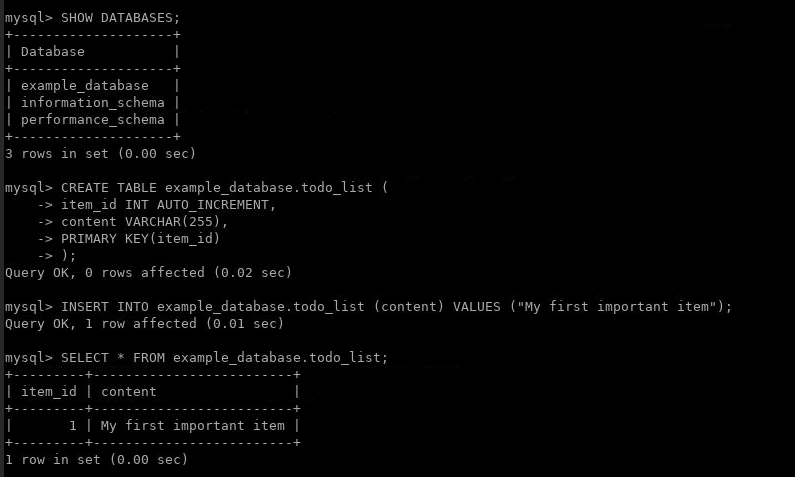 mysql> SHOW DATABASES;
+--------------------+
| Database           |
+--------------------+
| example_database   |
| information_schema |
| performance_schema |
+--------------------+
3 rows in set (0.00 sec)
mysql> CREATE TABLE example_database.todo_list (
    -> item_id INT AUTO_INCREMENT,
    -> content VARCHAR(255),
    -> PRIMARY KEY(item_id)
    -> );
Query OK, 0 rows affected (0.02 sec)
mysql> INSERT INTO example_database.todo_list (content) VALUES ("My first important item");
Query OK, 1 row affected (0.01 sec)
mysql> SELECT * FROM example_database.todo_list;
+---------+-------------------------+
| item_id | content                 |
+---------+-------------------------+
|       1 | My first important item |
+---------+-------------------------+
1 row in set (0.00 sec)